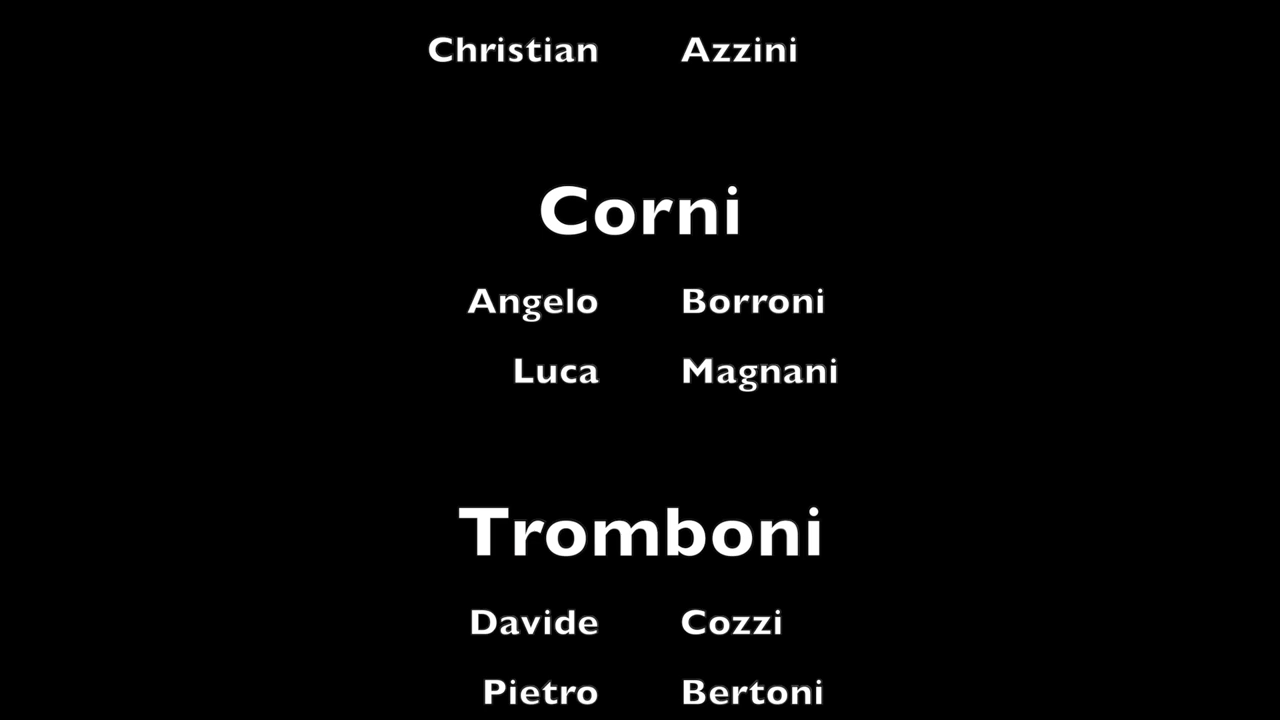 Christian Azzini
Corni
Angelo Borroni
Luca Magnani
Tromboni
Davide Cozzi
Pietro Bertoni